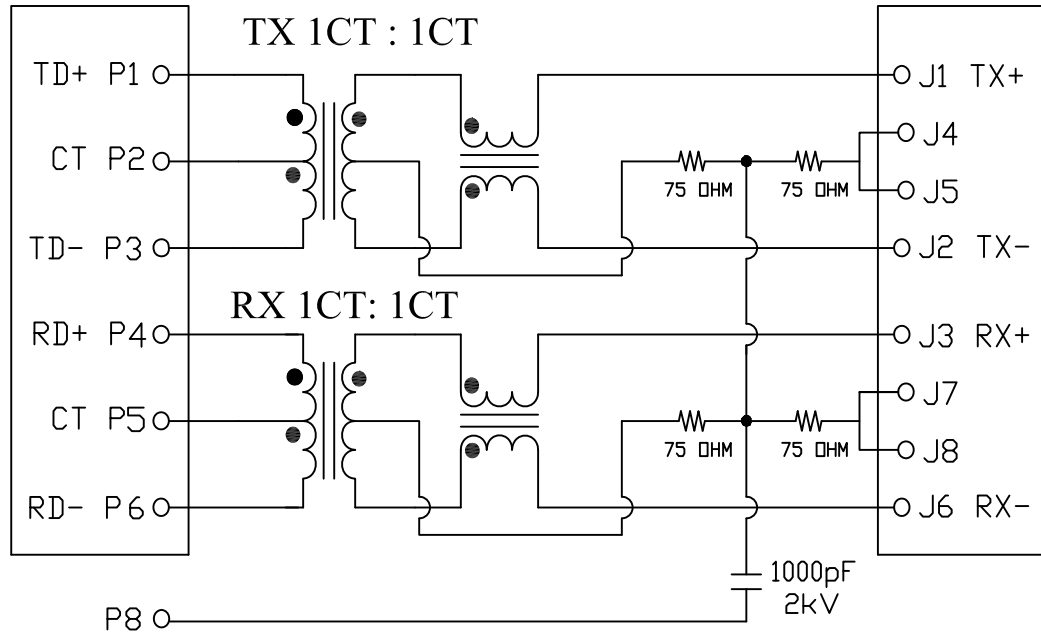 TX 1CT : 1CT
TD+ P1
J1 TX+
J4
CT P2
75 OHM
75 OHM
J5
TD- P3
J2 TX-
RX 1CT: 1CT
RD+ P4
J3 RX+
J7
CT P5
75 OHM
75 OHM
J8
RD- P6
J6 RX-
1000pF
2kV
P8